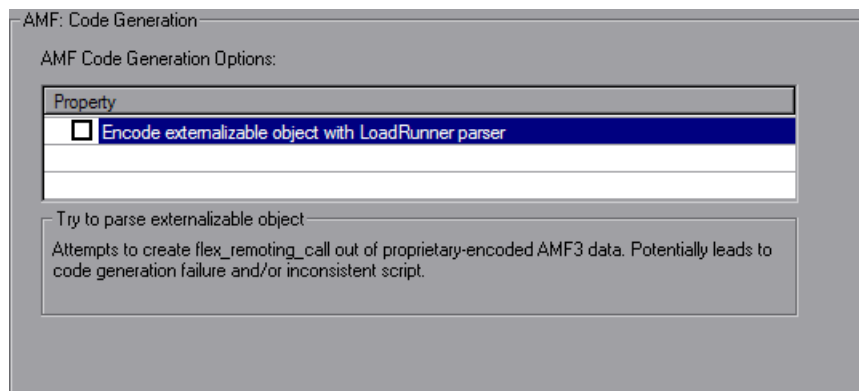 AMF: Code Generation
AMF Code Generation Options:
Property
Encode externalizable object with LoadRunner parser
Try to parse externalizable object
Attempts to create flex_remoting_call out of proprietary-encoded AMF3 data. Potentially leads to
code generation failure and/or inconsistent script.